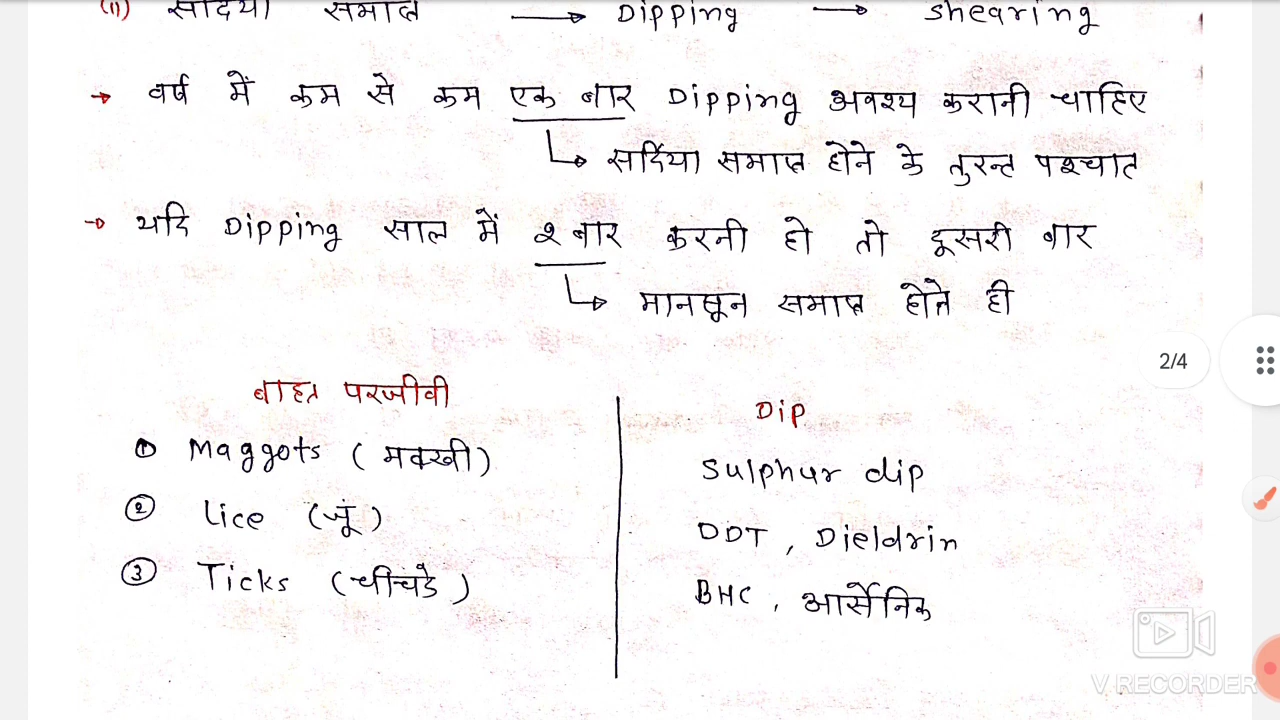 (ii) सर्दिया समाप्त → Dipping → shearing
→ वर्ष में कम से कम एक बार Dipping अवश्य करानी चाहिए
↳ सर्दिया समाप्त होने के तुरन्त पश्चात
→ यदि Dipping साल में २ बार करनी हो तो दूसरी बार
↳ मानसून समाप्त होते ही
2/4
बाह्य परजीवी
① Maggots (मक्खी)
② Lice (जूं)
③ Ticks (चीचडे)
Dip
Sulphur dip
DDT, Dieldrin
BHC, आर्सेनिक
V RECORDER